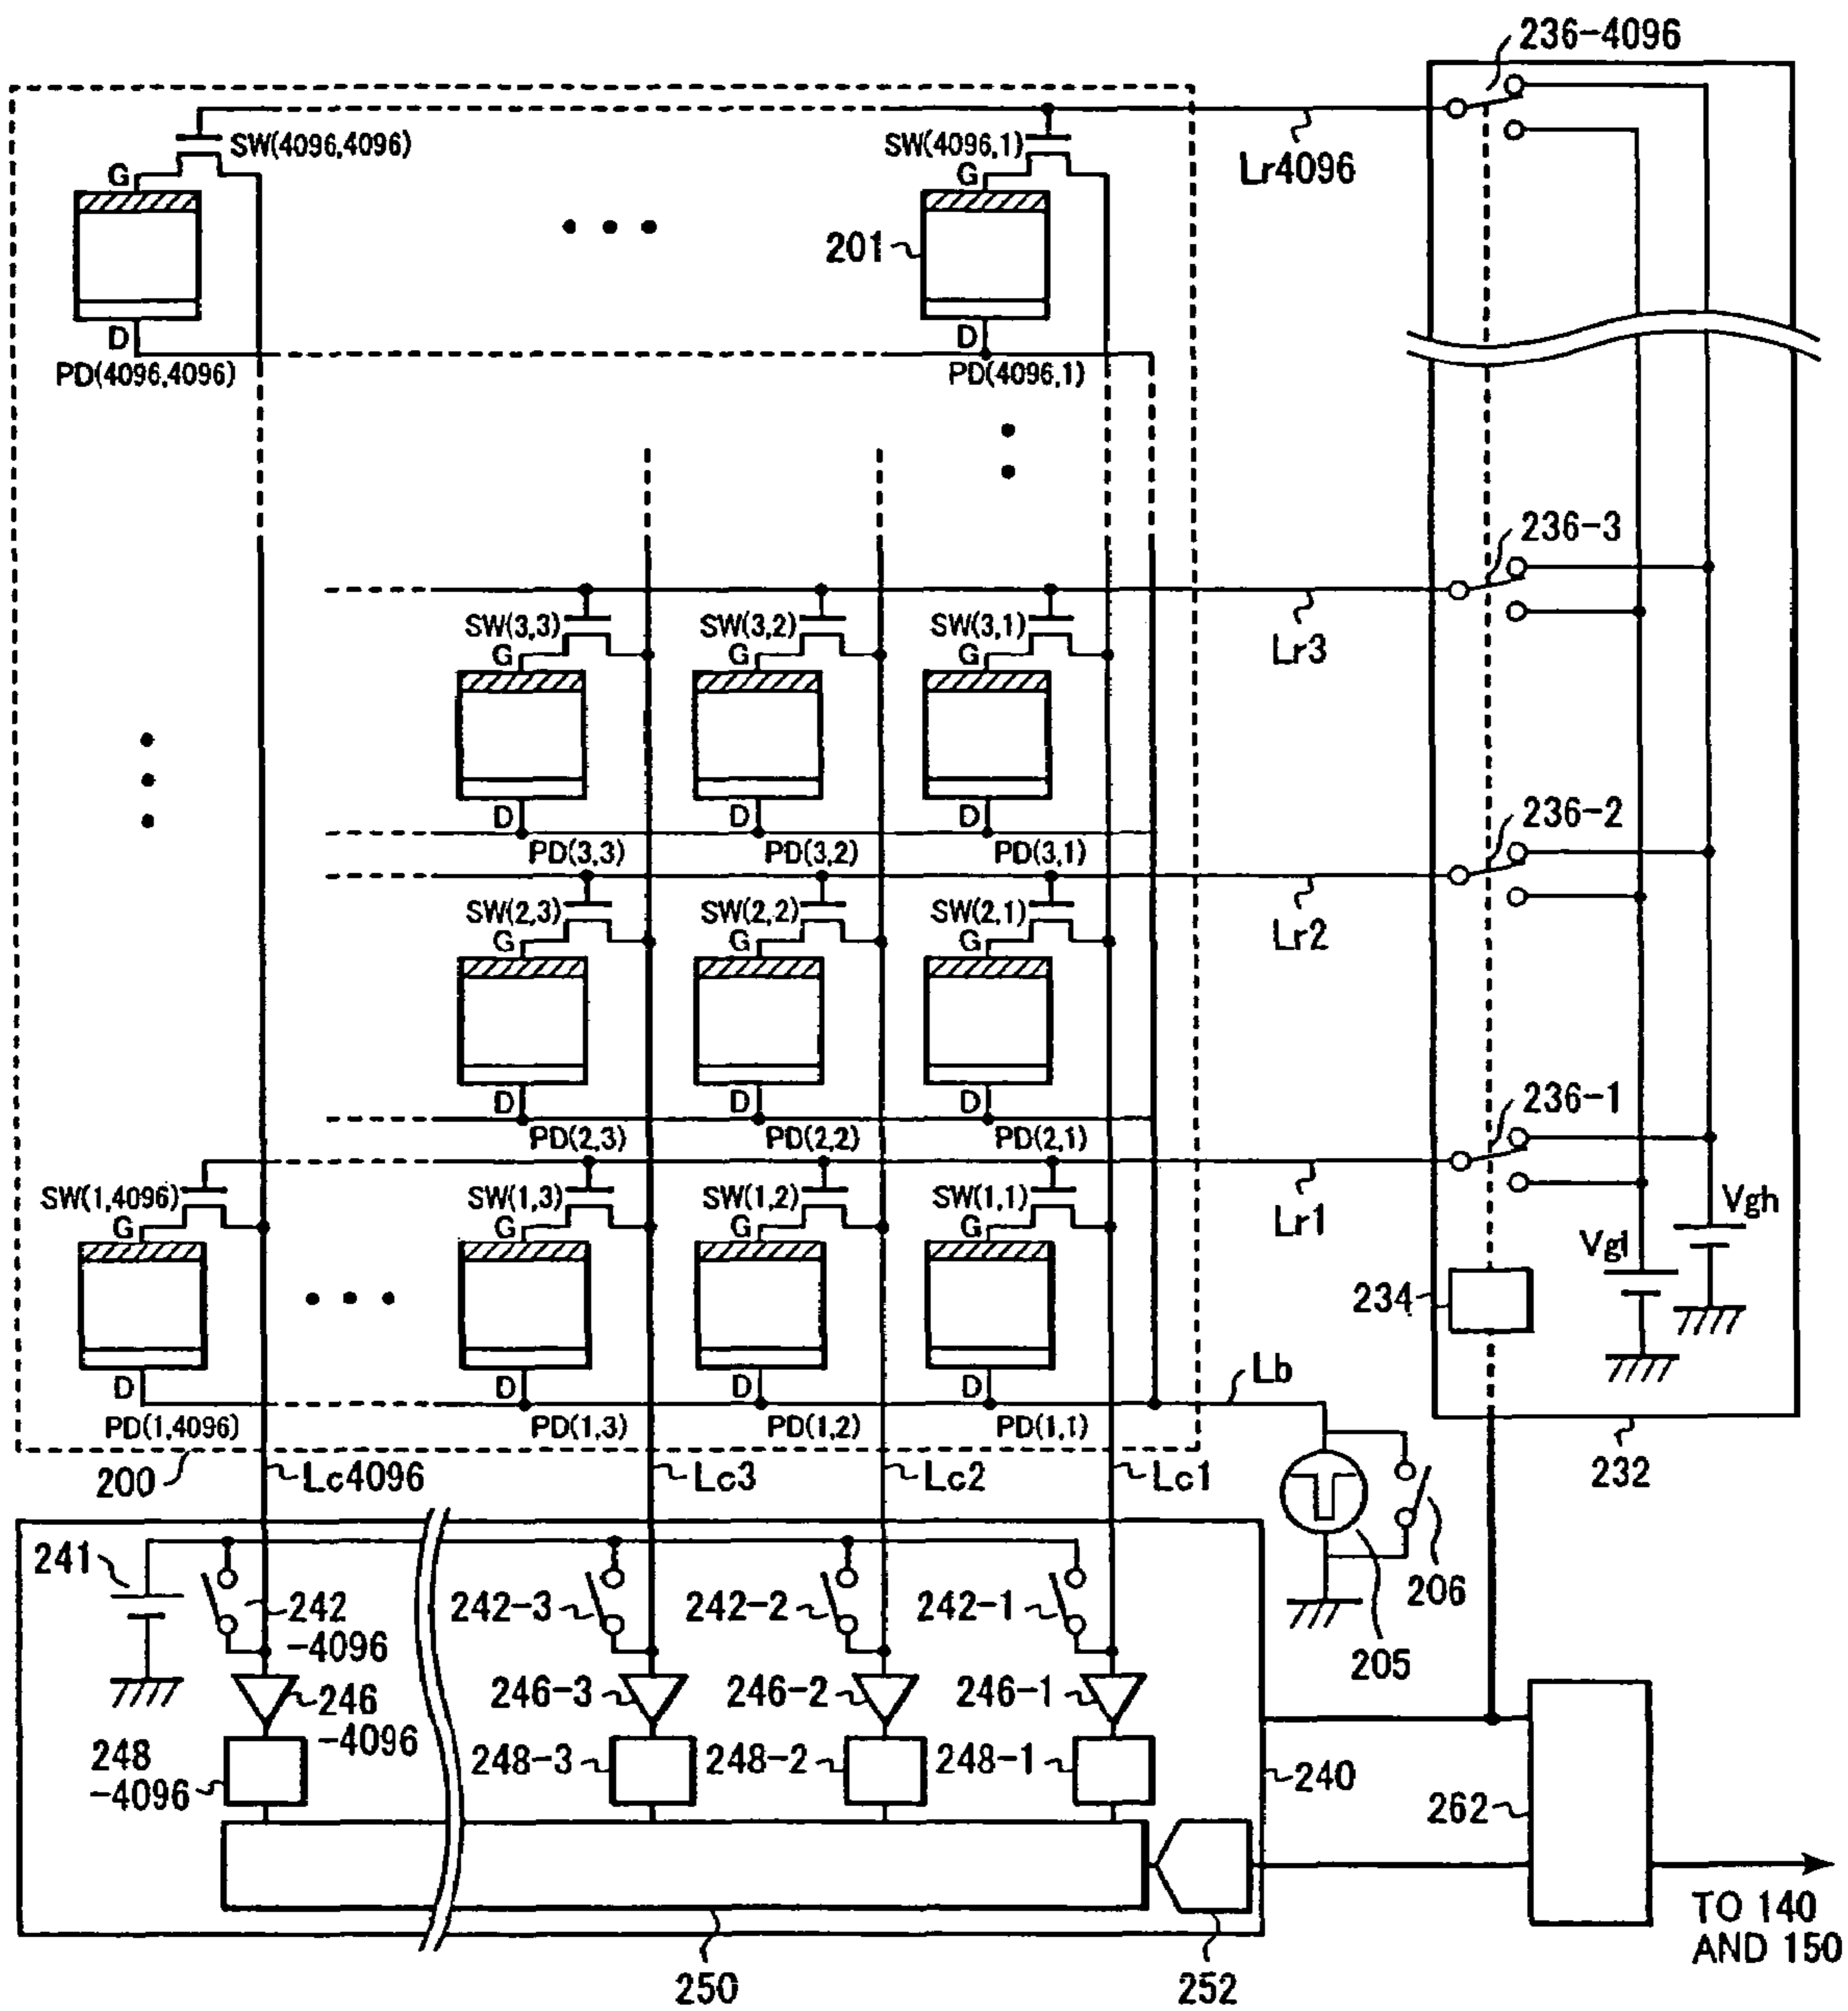 236-4096
SW(4096,4096)
SW(4096,1)
Lr4096
G
G
201
D
D
PD(4096,4096)
PD(4096,1)
236-3
SW(3,3)
SW(3,2)
SW(3,1)
Lr3
G
G
G
236-2
D
D
D
PD(3,3)
PD(3,2)
PD(3,1)
SW(2,3)
SW(2,2)
SW(2,1)
Lr2
G
G
G
236-1
D
D
D
PD(2,3)
PD(2,2)
PD(2,1)
SW(1,4096)
SW(1,3)
SW(1,2)
SW(1,1)
Lr1
Vgl
Vgh
G
G
G
G
234
D
D
D
D
Lb
PD(1,4096)
PD(1,3)
PD(1,2)
PD(1,1)
200
Lc4096
Lc3
Lc2
Lc1
232
241
242
-4096
242-3
242-2
242-1
206
205
246
-4096
246-3
246-2
246-1
248
-4096
248-3
248-2
248-1
240
262
250
252
TO 140
AND 150